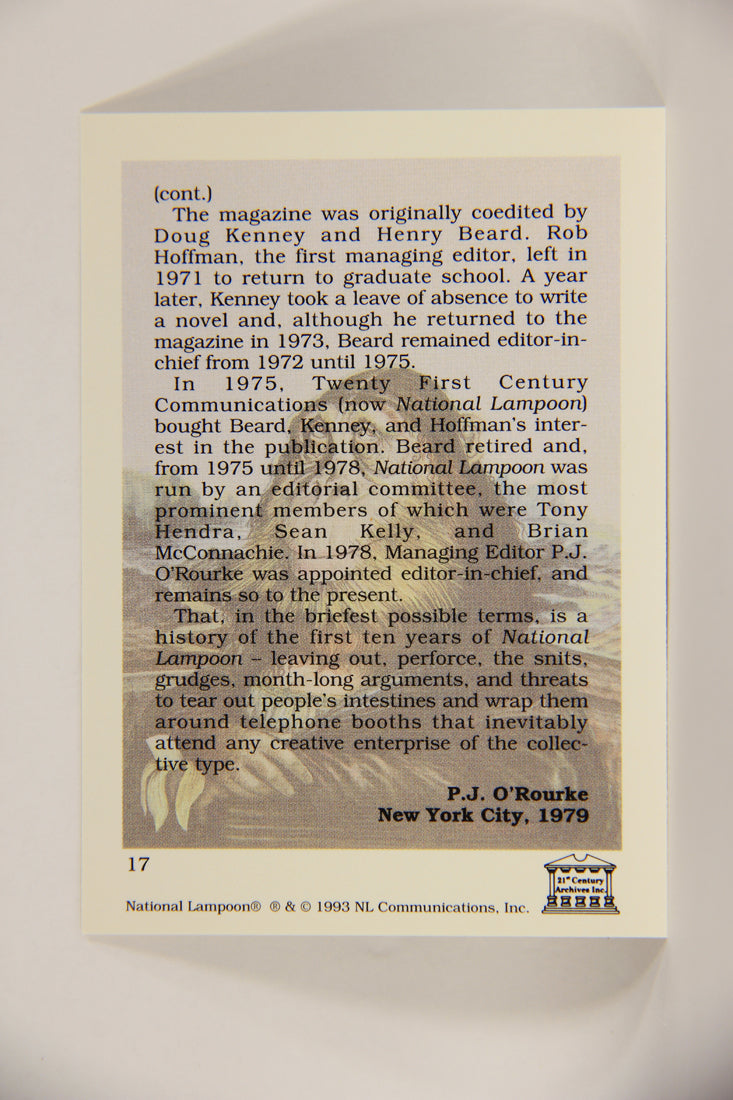 (cont.)
The magazine was originally coedited by
Doug Kenney and Henry Beard. Rob
Hoffman, the first managing editor, left in
1971 to return to graduate school. A year
later, Kenney took a leave of absence to write
a novel and, although he returned to the
magazine in 1973, Beard remained editor-in-
chief from 1972 until 1975.
In 1975, Twenty First Century
Communications (now National Lampoon)
bought Beard, Kenney, and Hoffman's inter-
est in the publication. Beard retired and,
from 1975 until 1978, National Lampoon was
run by an editorial committee, the most
prominent members of which were Tony
Hendra, Sean Kelly, and Brian
McConnachie. In 1978, Managing Editor P.J.
O'Rourke was appointed editor-in-chief, and
remains so to the present.
That, in the briefest possible terms, is a
history of the first ten years of National
Lampoon – leaving out, perforce, the snits,
grudges, month-long arguments, and threats
to tear out people's intestines and wrap them
around telephone booths that inevitably
attend any creative enterprise of the collec-
tive type.
P.J. O'Rourke
New York City, 1979
17
21st Century
Archives Inc.
National Lampoon® ® & © 1993 NL Communications, Inc.